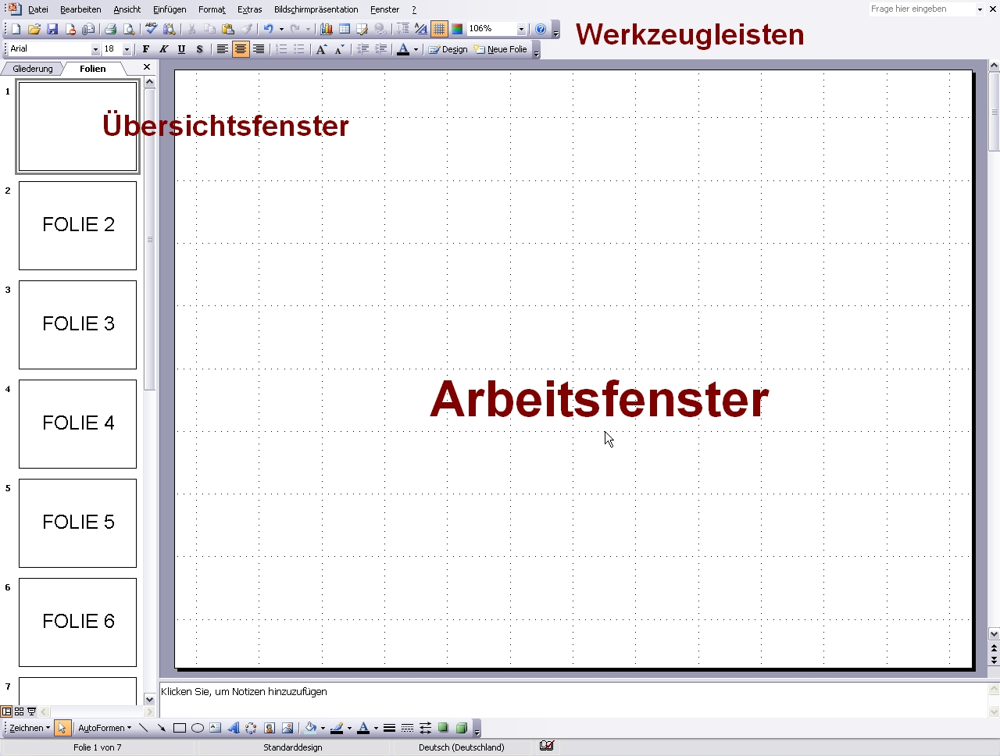 Datei Bearbeiten Ansicht Einfügen Format Extras Bildschirmpräsentation Fenster ? Frage hier eingeben
ABC 106%
Werkzeugleisten
Arial 18 F K U S A A A Design Neue Folie
Gliederung Folien
1
Übersichtsfenster
2
FOLIE 2
3
FOLIE 3
4
FOLIE 4
Arbeitsfenster
5
FOLIE 5
6
FOLIE 6
7
Klicken Sie, um Notizen hinzuzufügen
Zeichnen AutoFormen A A
Folie 1 von 7 Standarddesign Deutsch (Deutschland)